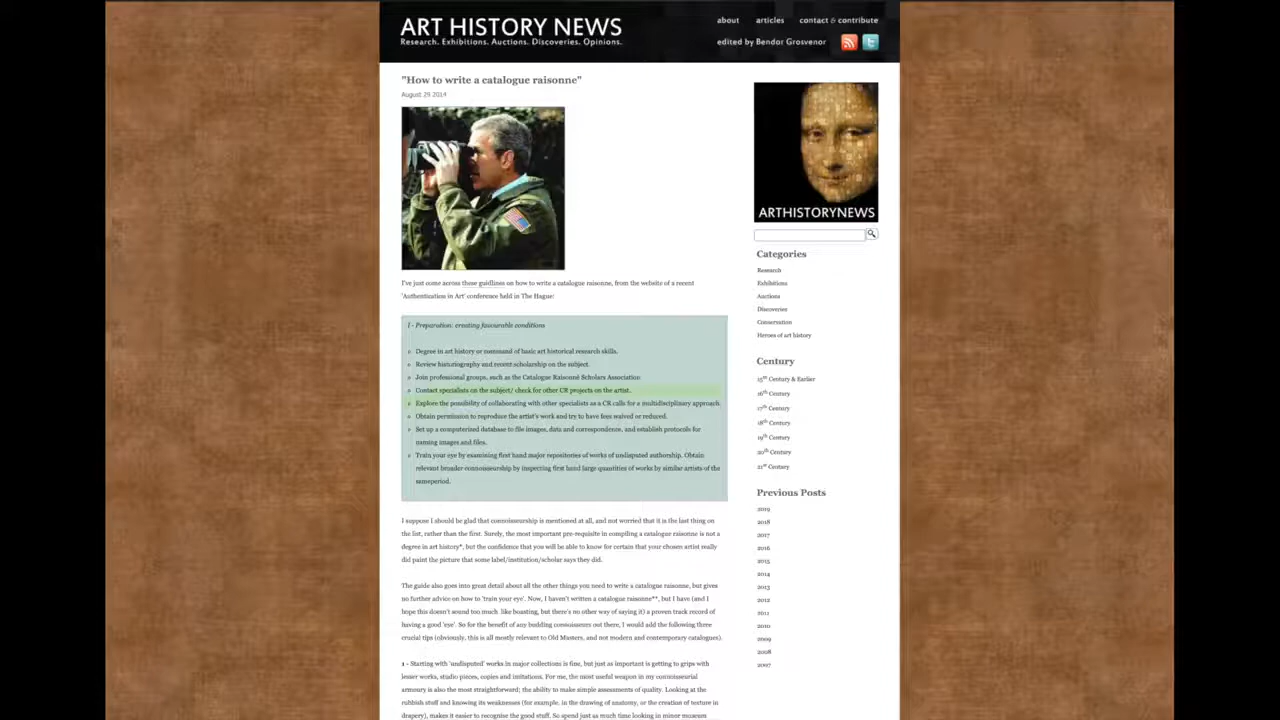 ART HISTORY NEWS
Research. Exhibitions. Auctions. Discoveries. Opinions.
about articles contact & contribute
edited by Bendor Grosvenor
"How to write a catalogue raisonne"
August 29 2014
I've just come across these guidlines on how to write a catalogue raisonne, from the website of a recent
'Authentication in Art' conference held in The Hague:
I - Preparation: creating favourable conditions
Degree in art history or command of basic art historical research skills.
Review historiography and recent scholarship on the subject.
Join professional groups, such as the Catalogue Raisonné Scholars Association
Contact specialists on the subject/ check for other CR projects on the artist.
Explore the possibility of collaborating with other specialists as a CR calls for a multidisciplinary approach.
Obtain permission to reproduce the artist's work and try to have fees waived or reduced.
Set up a computerised database to file images, data and correspondence, and establish protocols for
naming images and files.
Train your eye by examining first hand major repositories of works of undisputed authorship. Obtain
relevant broader connoisseurship by inspecting first hand large quantities of works by similar artists of the
sameperiod.
I suppose I should be glad that connoisseurship is mentioned at all, and not worried that it is the last thing on
the list, rather than the first. Surely, the most important pre-requisite in compiling a catalogue raisonne is not a
degree in art history*, but the confidence that you will be able to know for certain that your chosen artist really
did paint the picture that some label/institution/scholar says they did.
The guide also goes into great detail about all the other things you need to write a catalogue raisonne, but gives
no further advice on how to 'train your eye'. Now, I haven't written a catalogue raisonne**, but I have (and I
hope this doesn't sound too much like boasting, but there's no other way of saying it) a proven track record of
having a good 'eye'. So for the benefit of any budding connoisseurs out there, I would add the following three
crucial tips (obviously, this is all mostly relevant to Old Masters, and not modern and contemporary catalogues).
1 - Starting with 'undisputed' works in major collections is fine, but just as important is getting to grips with
lesser works, studio pieces, copies and imitations. For me, the most useful weapon in my connoisseurial
armoury is also the most straightforward; the ability to make simple assessments of quality. Looking at the
rubbish stuff and knowing its weaknesses (for example, in the drawing of anatomy, or the creation of texture in
drapery), makes it easier to recognise the good stuff. So spend just as much time looking in minor museum
ARTHISTORYNEWS
Categories
Research
Exhibitions
Auctions
Discoveries
Conservation
Heroes of art history
Century
15th Century & Earlier
16th Century
17th Century
18th Century
19th Century
20th Century
21st Century
Previous Posts
2019
2018
2017
2016
2015
2014
2013
2012
2011
2010
2009
2008
2007